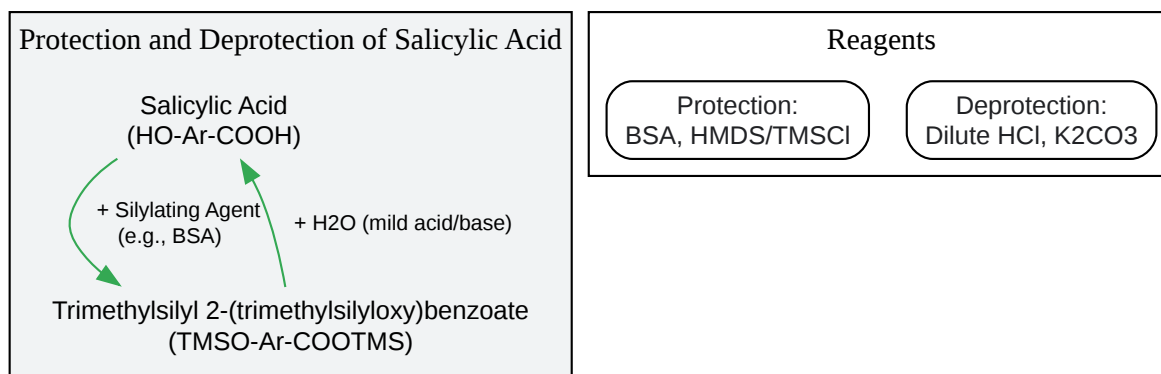 Protection and Deprotection of Salicylic Acid
Salicylic Acid
(HO-Ar-COOH)
+ Silylating Agent
(e.g., BSA)
+ H2O (mild acid/base)
Trimethylsilyl 2-(trimethylsilyloxy)benzoate
(TMSO-Ar-COOTMS)
Reagents
Protection:
BSA, HMDS/TMSCl
Deprotection:
Dilute HCl, K2CO3